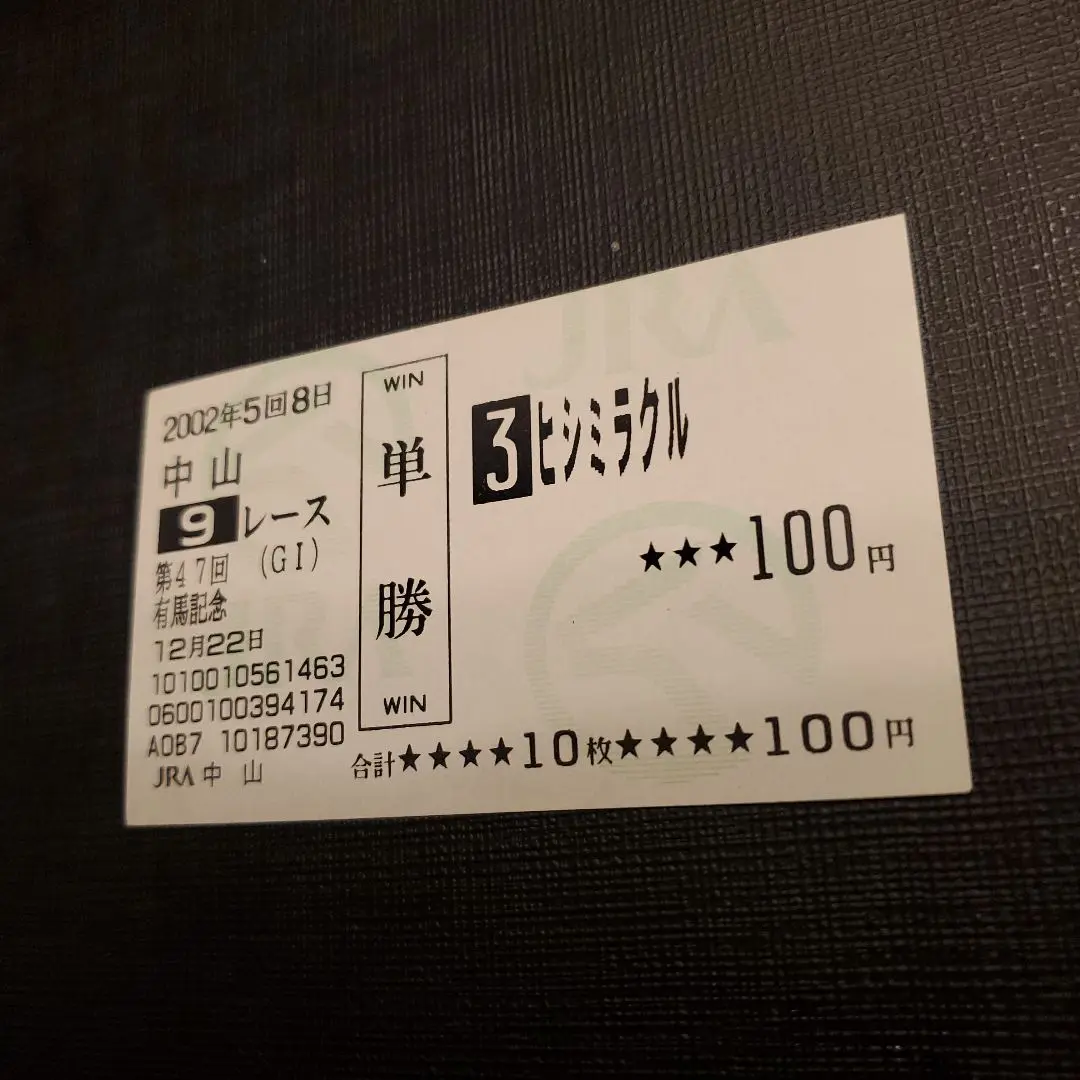 2002年5回8日
中山
9レース
第47回 (GI)
有馬記念
12月22日
1010010561463
0600100394174
A0B7 10187390
JRA 中 山
WIN
単
勝
WIN
3ヒシミラクル
★★★100円
合計★★★★10枚★★★★100円